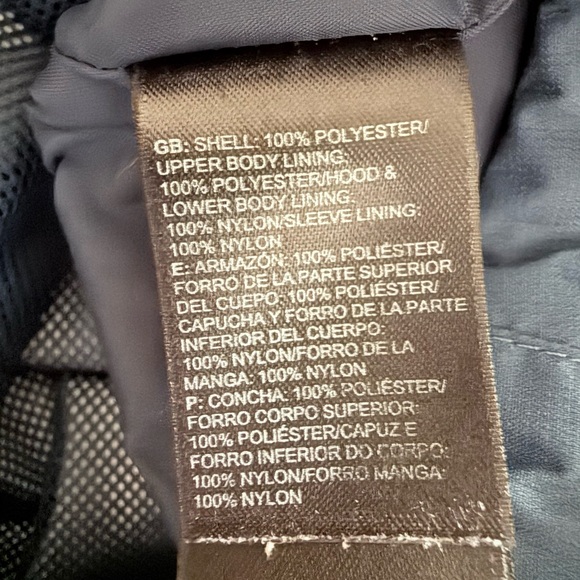 GB: SHELL: 100% POLYESTER/
UPPER BODY LINING:
100% POLYESTER/HOOD &
LOWER BODY LINING:
100% NYLON/SLEEVE LINING:
100% NYLON
E: ARMAZÓN: 100% POLIÉSTER/
FORRO DE LA PARTE SUPERIOR
DEL CUEPO: 100% POLIÉSTER/
CAPUCHA Y FORRO DE LA PARTE
INFERIOR DEL CUERPO:
100% NYLON/FORRO DE LA
MANGA: 100% NYLON
P: CONCHA: 100% POLIÉSTER/
FORRO CORPO SUPERIOR:
100% POLIÉSTER/CAPUZ E
FORRO INFERIOR DO CORPO:
100% NYLON/FORRO MANGA:
100% NYLON